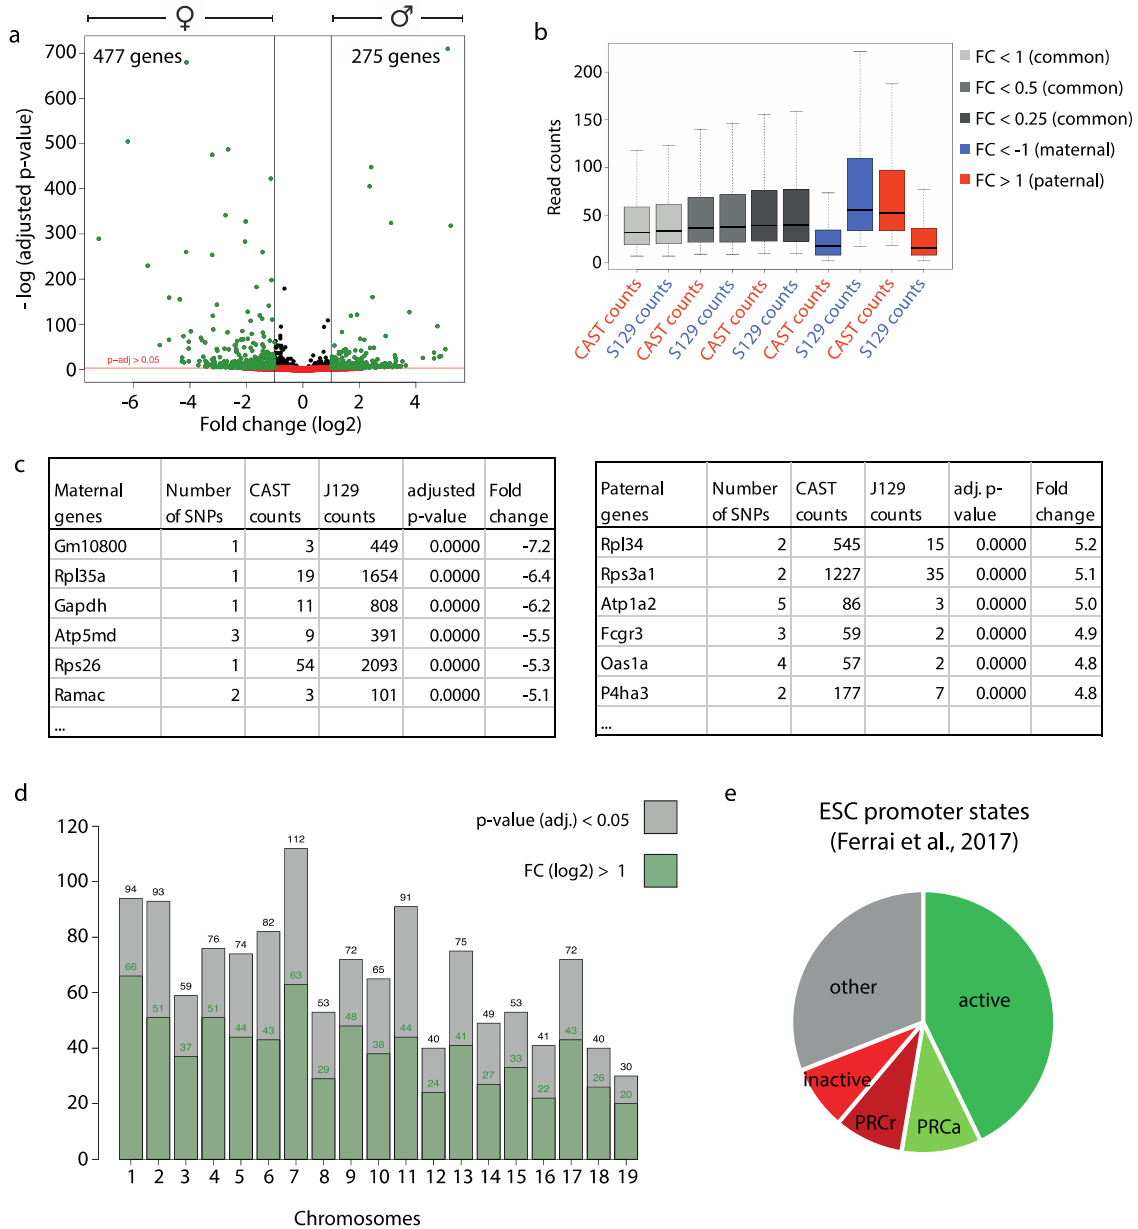 a
♀
♂
477 genes
275 genes
- log (adjusted p-value)
700
600
500
400
300
200
100
0
p-adj > 0.05
-6
-4
-2
0
2
4
Fold change (log2)
b
Read counts
200
150
100
50
0
CAST counts
S129 counts
CAST counts
S129 counts
CAST counts
S129 counts
CAST counts
S129 counts
CAST counts
S129 counts
FC < 1 (common)
FC < 0.5 (common)
FC < 0.25 (common)
FC < -1 (maternal)
FC > 1 (paternal)
c
Maternal genes Number of SNPs CAST counts J129 counts adjusted p-value Fold change
Gm10800 1 3 449 0.0000 -7.2
Rpl35a 1 19 1654 0.0000 -6.4
Gapdh 1 11 808 0.0000 -6.2
Atp5md 3 9 391 0.0000 -5.5
Rps26 1 54 2093 0.0000 -5.3
Ramac 2 3 101 0.0000 -5.1
...
Paternal genes Number of SNPs CAST counts J129 counts adj. p-value Fold change
Rpl34 2 545 15 0.0000 5.2
Rps3a1 2 1227 35 0.0000 5.1
Atp1a2 5 86 3 0.0000 5.0
Fcgr3 3 59 2 0.0000 4.9
Oas1a 4 57 2 0.0000 4.8
P4ha3 2 177 7 0.0000 4.8
...
d
p-value (adj.) < 0.05
FC (log2) > 1
120
100
80
60
40
20
0
94 93 59 76 74 82 112 53 72 65 91 40 75 49 53 41 72 40 30
66 51 37 51 44 43 63 29 48 38 44 24 41 27 33 22 43 26 20
1 2 3 4 5 6 7 8 9 10 11 12 13 14 15 16 17 18 19
Chromosomes
e
ESC promoter states
(Ferrai et al., 2017)
other
active
inactive
PRCr
PRCa